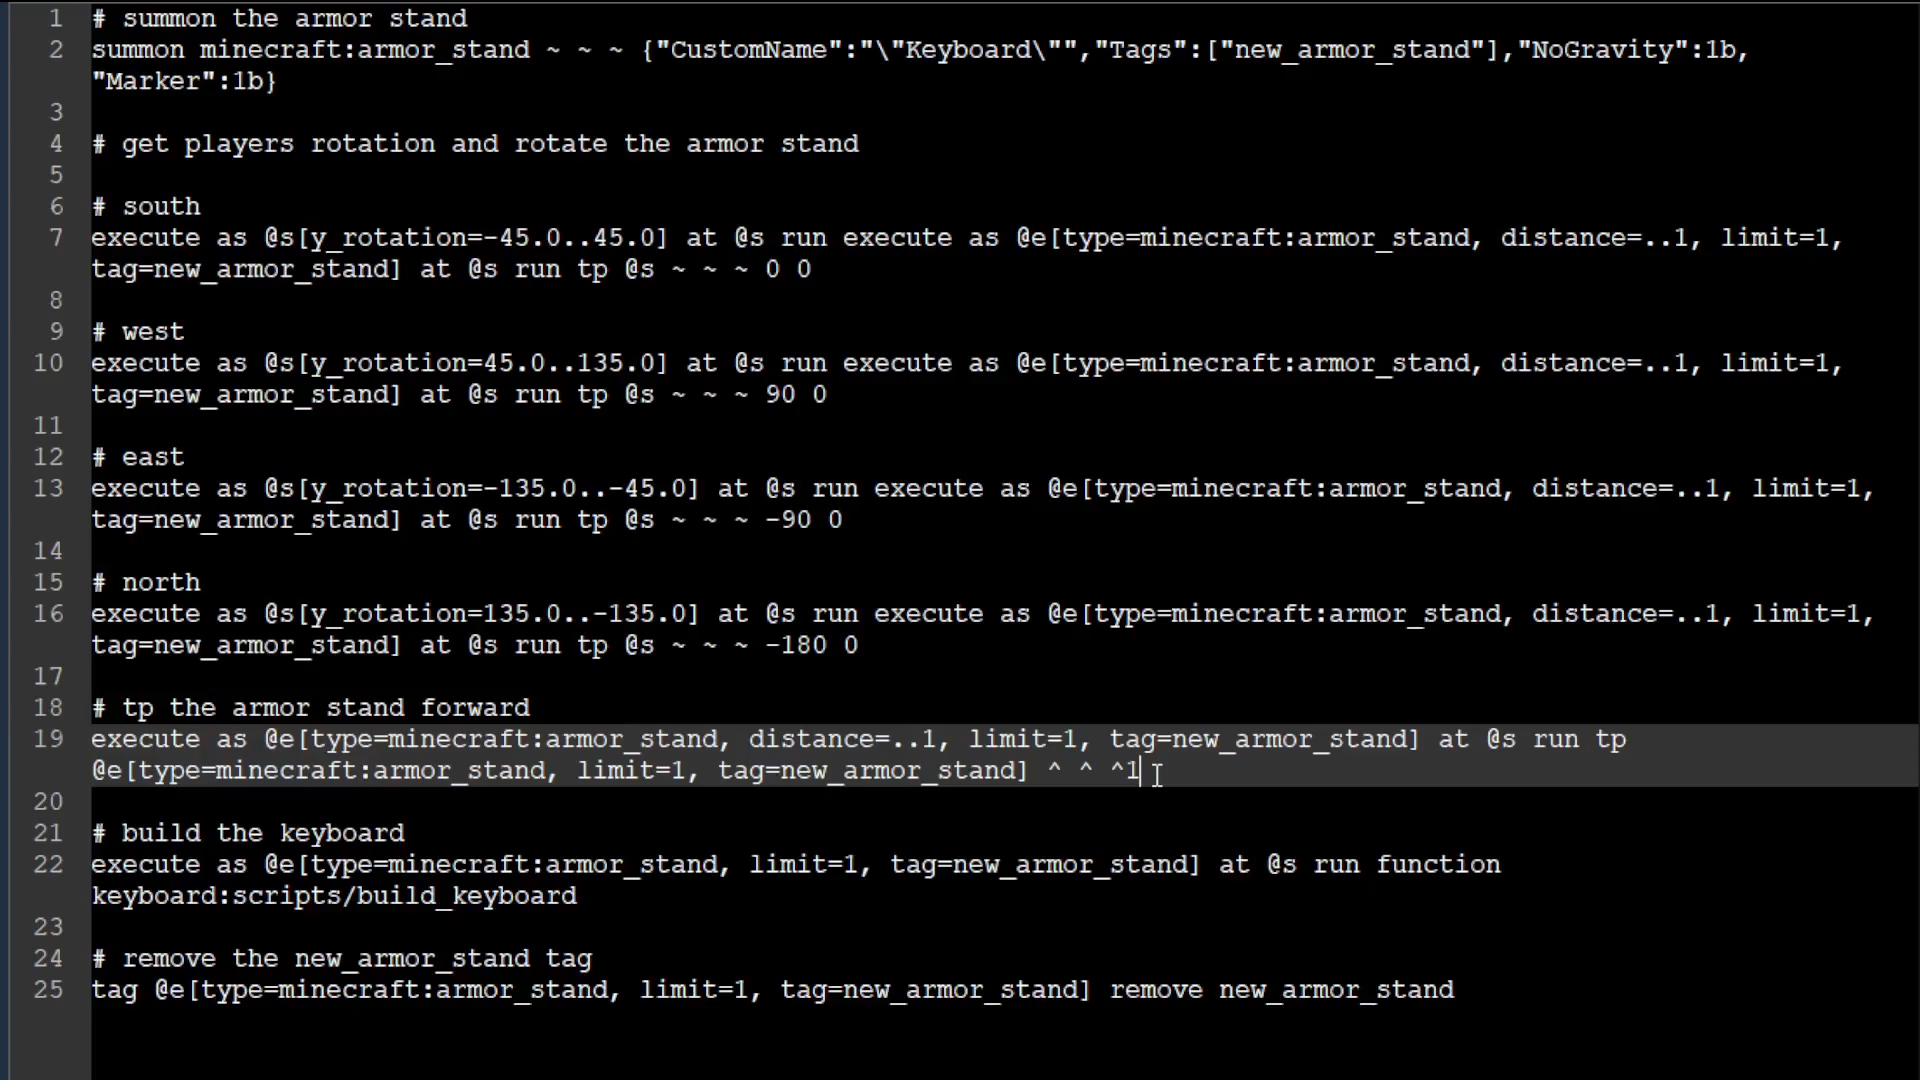 1 # summon the armor stand
2 summon minecraft:armor_stand ~ ~ ~ {"CustomName":"\"Keyboard\"","Tags":["new_armor_stand"],"NoGravity":1b,
"Marker":1b}
3
4 # get players rotation and rotate the armor stand
5
6 # south
7 execute as @s[y_rotation=-45.0..45.0] at @s run execute as @e[type=minecraft:armor_stand, distance=..1, limit=1,
tag=new_armor_stand] at @s run tp @s ~ ~ ~ 0 0
8
9 # west
10 execute as @s[y_rotation=45.0..135.0] at @s run execute as @e[type=minecraft:armor_stand, distance=..1, limit=1,
tag=new_armor_stand] at @s run tp @s ~ ~ ~ 90 0
11
12 # east
13 execute as @s[y_rotation=-135.0..-45.0] at @s run execute as @e[type=minecraft:armor_stand, distance=..1, limit=1,
tag=new_armor_stand] at @s run tp @s ~ ~ ~ -90 0
14
15 # north
16 execute as @s[y_rotation=135.0..-135.0] at @s run execute as @e[type=minecraft:armor_stand, distance=..1, limit=1,
tag=new_armor_stand] at @s run tp @s ~ ~ ~ -180 0
17
18 # tp the armor stand forward
19 execute as @e[type=minecraft:armor_stand, distance=..1, limit=1, tag=new_armor_stand] at @s run tp
@e[type=minecraft:armor_stand, limit=1, tag=new_armor_stand] ^ ^ ^1
20
21 # build the keyboard
22 execute as @e[type=minecraft:armor_stand, limit=1, tag=new_armor_stand] at @s run function
keyboard:scripts/build_keyboard
23
24 # remove the new_armor_stand tag
25 tag @e[type=minecraft:armor_stand, limit=1, tag=new_armor_stand] remove new_armor_stand